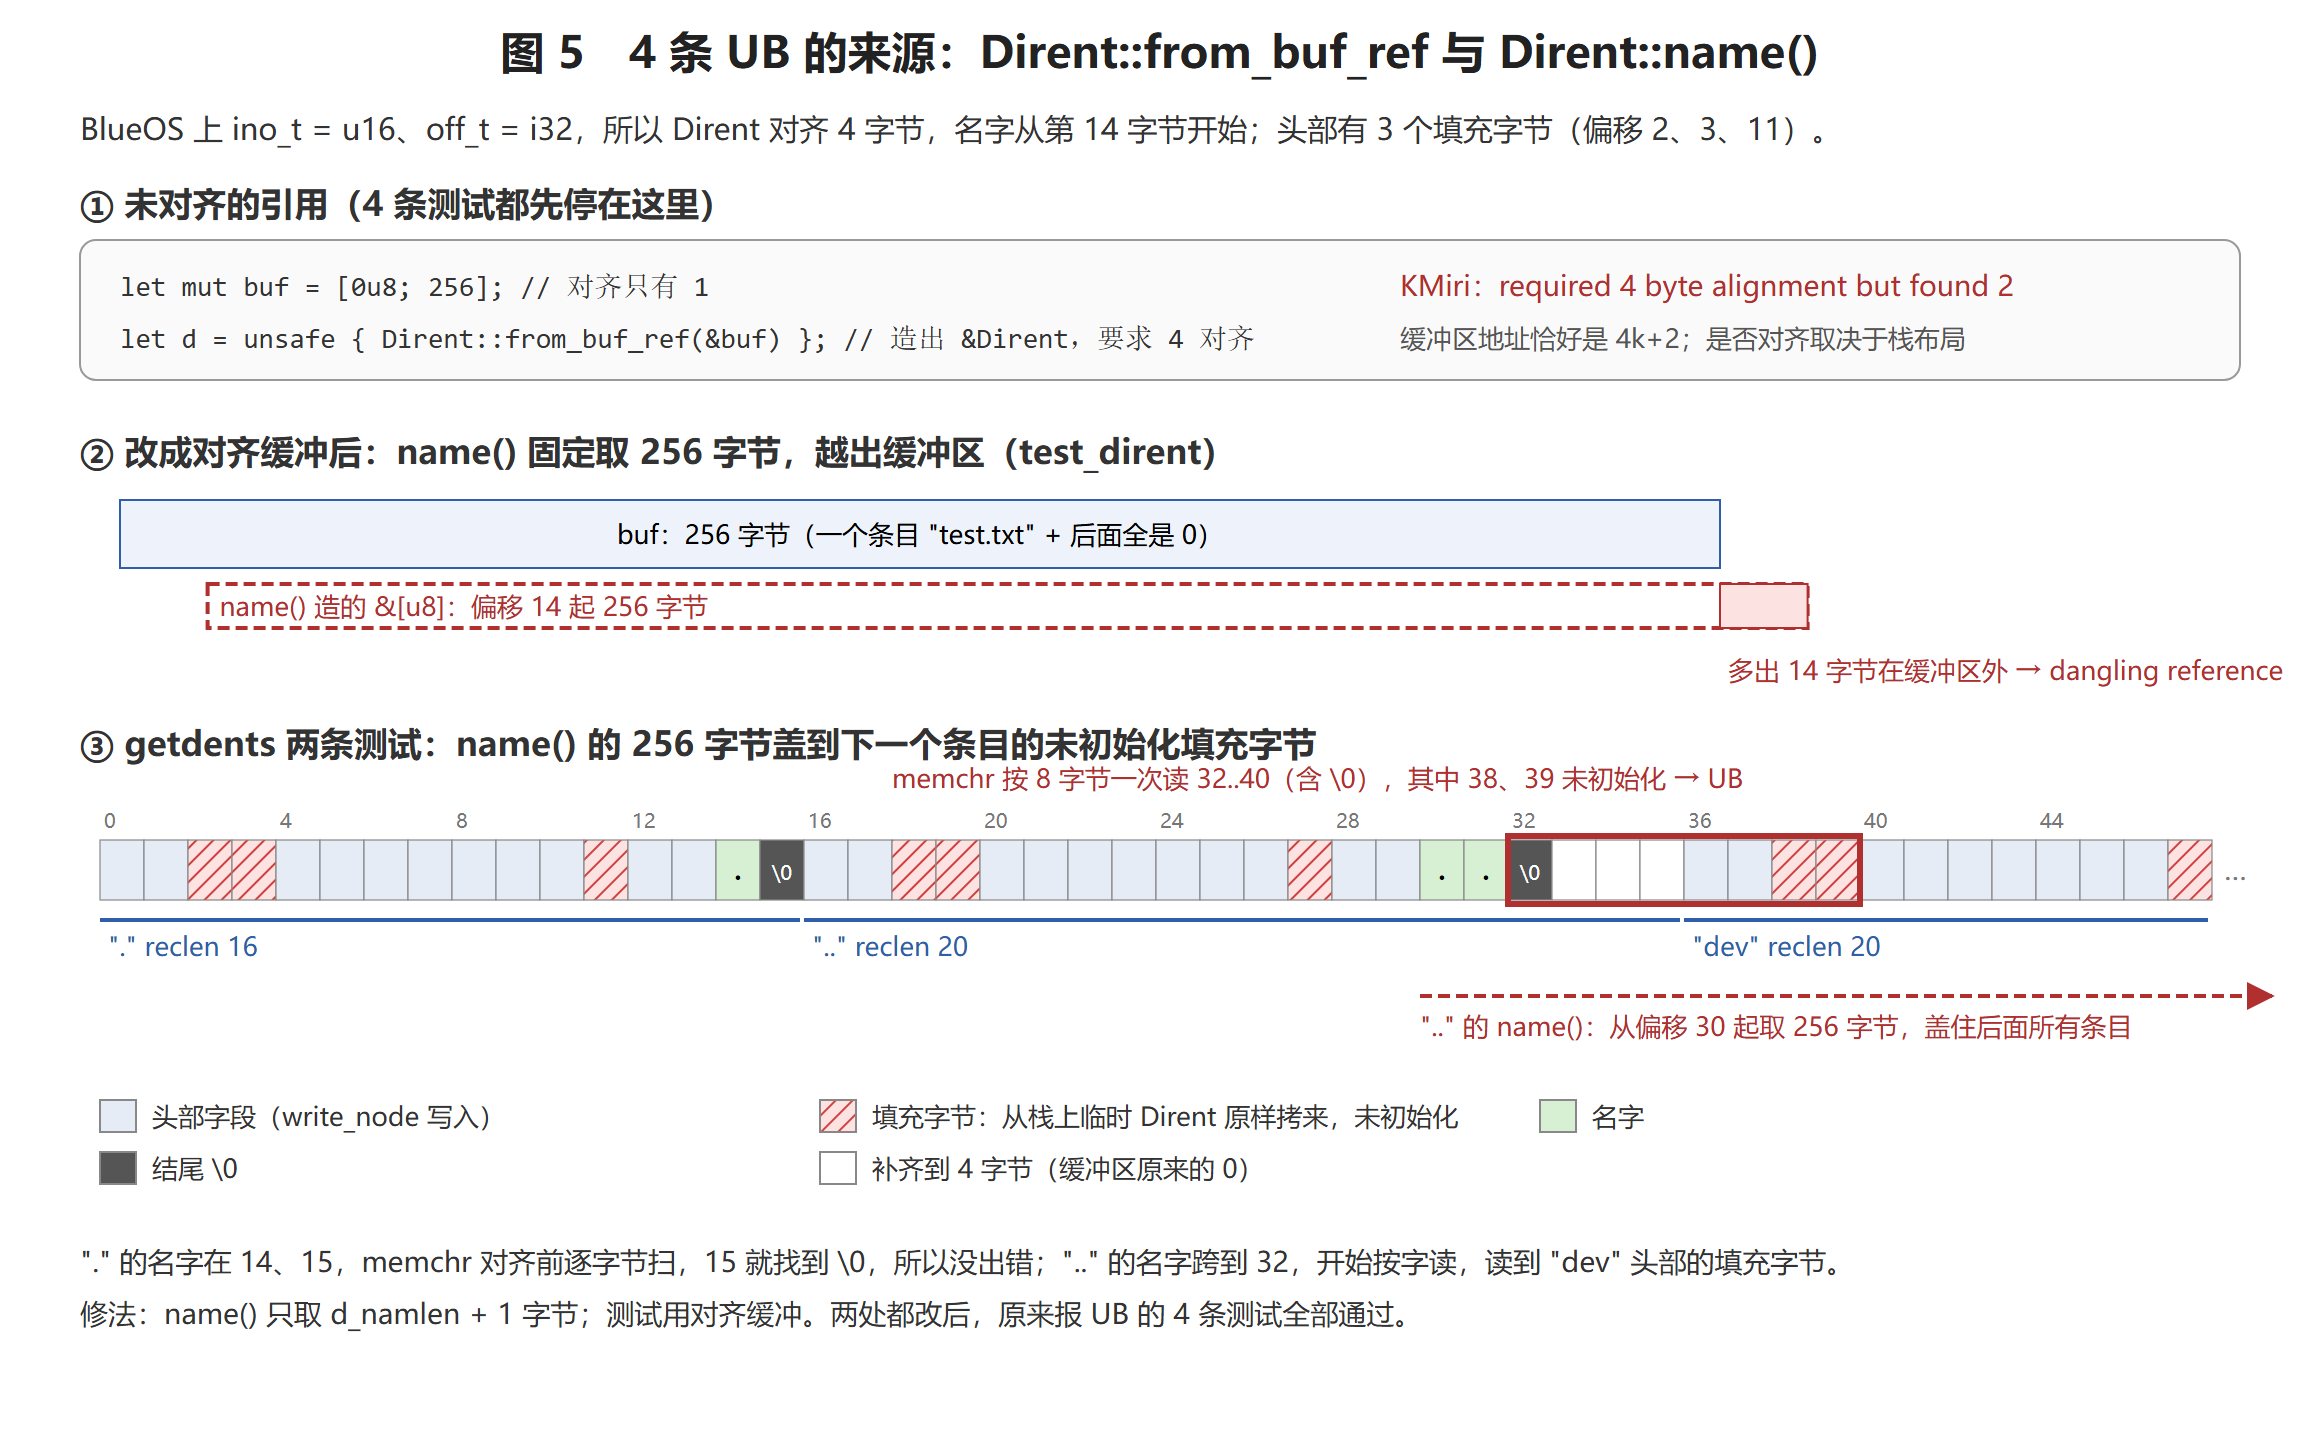 图 5 4 条 UB 的来源：Dirent::from_buf_ref 与 Dirent::name()
BlueOS 上 ino_t = u16、off_t = i32，所以 Dirent 对齐 4 字节，名字从第 14 字节开始；头部有 3 个填充字节（偏移 2、3、11）。
① 未对齐的引用（4 条测试都先停在这里）
let mut buf = [0u8; 256]; // 对齐只有 1
KMiri：required 4 byte alignment but found 2
let d = unsafe { Dirent::from_buf_ref(&buf) }; // 造出 &Dirent，要求 4 对齐
缓冲区地址恰好是 4k+2；是否对齐取决于栈布局
② 改成对齐缓冲后：name() 固定取 256 字节，越出缓冲区（test_dirent）
buf：256 字节（一个条目 "test.txt" + 后面全是 0）
name() 造的 &[u8]：偏移 14 起 256 字节
多出 14 字节在缓冲区外 → dangling reference
③ getdents 两条测试：name() 的 256 字节盖到下一个条目的未初始化填充字节
memchr 按 8 字节一次读 32..40（含 \0），其中 38、39 未初始化 → UB
0 4 8 12 16 20 24 28 32 36 40 44
. \0 . . \0 ...
"." reclen 16 ".." reclen 20 "dev" reclen 20
".." 的 name()：从偏移 30 起取 256 字节，盖住后面所有条目
头部字段（write_node 写入） 填充字节：从栈上临时 Dirent 原样拷来，未初始化 名字
结尾 \0 补齐到 4 字节（缓冲区原来的 0）
"." 的名字在 14、15，memchr 对齐前逐字节扫，15 就找到 \0，所以没出错；".." 的名字跨到 32，开始按字读，读到 "dev" 头部的填充字节。
修法：name() 只取 d_namlen + 1 字节；测试用对齐缓冲。两处都改后，原来报 UB 的 4 条测试全部通过。